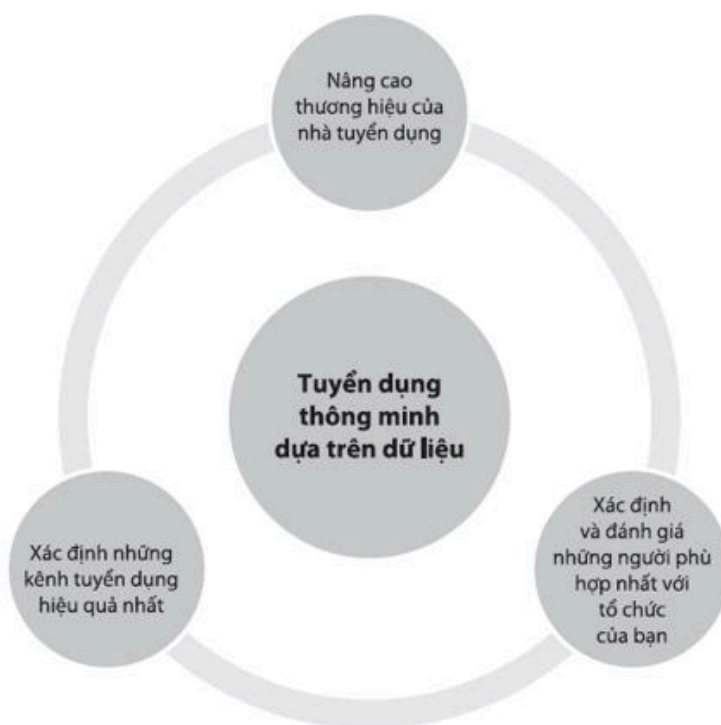 Nâng cao
thương hiệu của
nhà tuyển dụng
Tuyển dụng
thông minh
dựa trên dữ liệu
Xác định những
kênh tuyển dụng
hiệu quả nhất
Xác định
và đánh giá
những người phù
hợp nhất với
tổ chức
của bạn